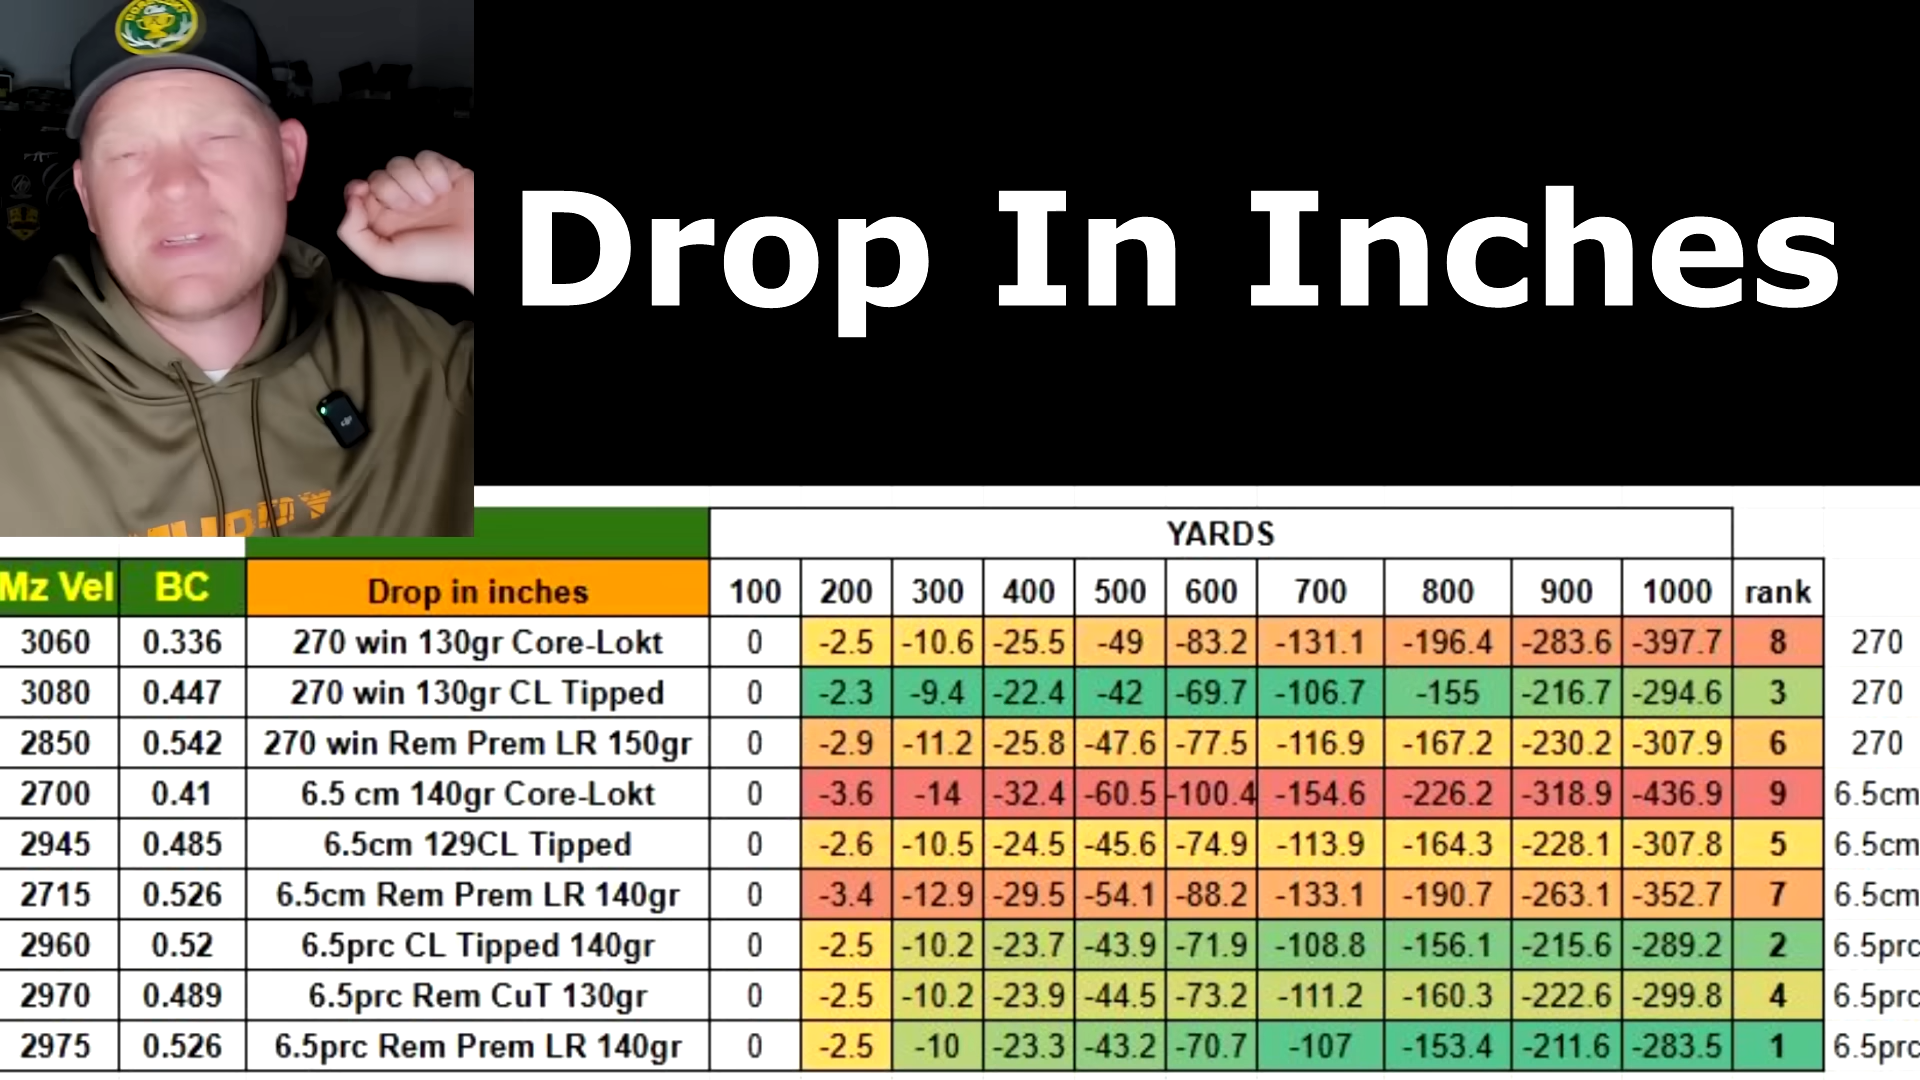 Drop In Inches
YARDS
Mz Vel BC Drop in inches 100 200 300 400 500 600 700 800 900 1000 rank
3060 0.336 270 win 130gr Core-Lokt 0 -2.5 -10.6 -25.5 -49 -83.2 -131.1 -196.4 -283.6 -397.7 8 270
3080 0.447 270 win 130gr CL Tipped 0 -2.3 -9.4 -22.4 -42 -69.7 -106.7 -155 -216.7 -294.6 3 270
2850 0.542 270 win Rem Prem LR 150gr 0 -2.9 -11.2 -25.8 -47.6 -77.5 -116.9 -167.2 -230.2 -307.9 6 270
2700 0.41 6.5 cm 140gr Core-Lokt 0 -3.6 -14 -32.4 -60.5 -100.4 -154.6 -226.2 -318.9 -436.9 9 6.5cm
2945 0.485 6.5cm 129CL Tipped 0 -2.6 -10.5 -24.5 -45.6 -74.9 -113.9 -164.3 -228.1 -307.8 5 6.5cm
2715 0.526 6.5cm Rem Prem LR 140gr 0 -3.4 -12.9 -29.5 -54.1 -88.2 -133.1 -190.7 -263.1 -352.7 7 6.5cm
2960 0.52 6.5prc CL Tipped 140gr 0 -2.5 -10.2 -23.7 -43.9 -71.9 -108.8 -156.1 -215.6 -289.2 2 6.5prc
2970 0.489 6.5prc Rem CuT 130gr 0 -2.5 -10.2 -23.9 -44.5 -73.2 -111.2 -160.3 -222.6 -299.8 4 6.5prc
2975 0.526 6.5prc Rem Prem LR 140gr 0 -2.5 -10 -23.3 -43.2 -70.7 -107 -153.4 -211.6 -283.5 1 6.5prc